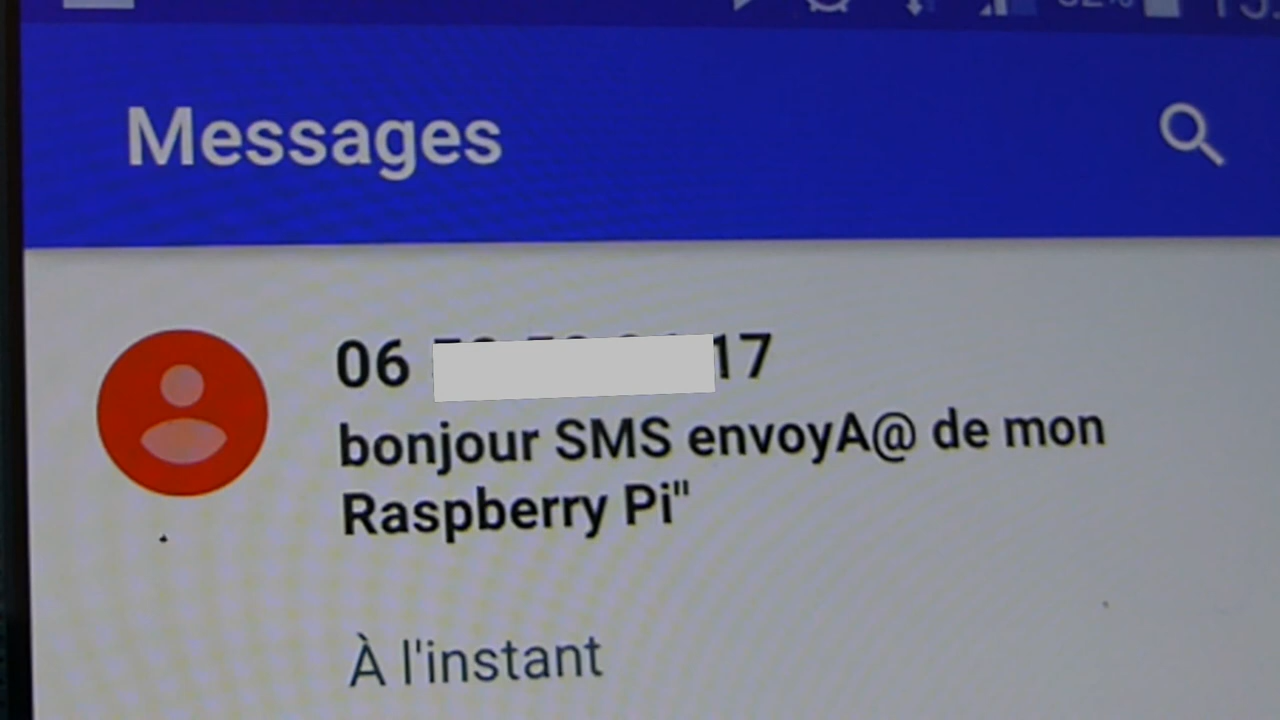 Messages
06 17
bonjour SMS envoyA@ de mon
Raspberry Pi"
À l'instant